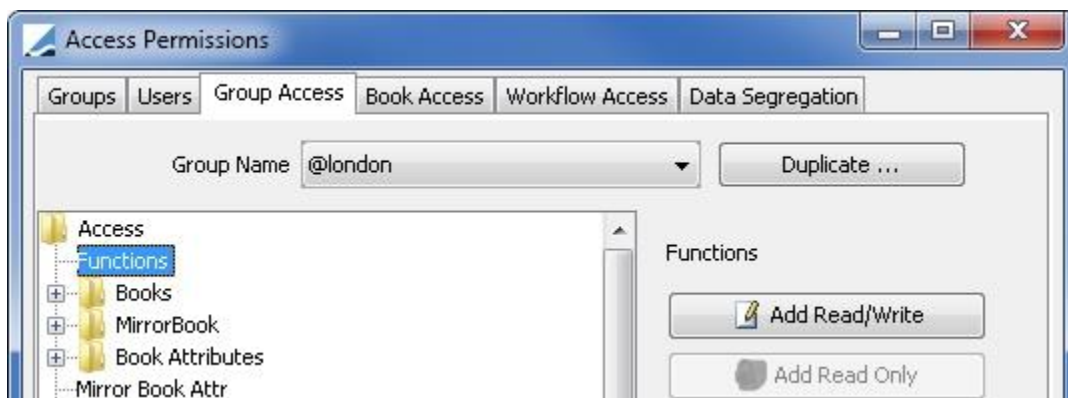 Access Permissions
Groups Users Group Access Book Access Workflow Access Data Segregation
Group Name @london Duplicate ...
Access
Functions
Books
MirrorBook
Book Attributes
Mirror Book Attr
Functions
Add Read/Write
Add Read Only